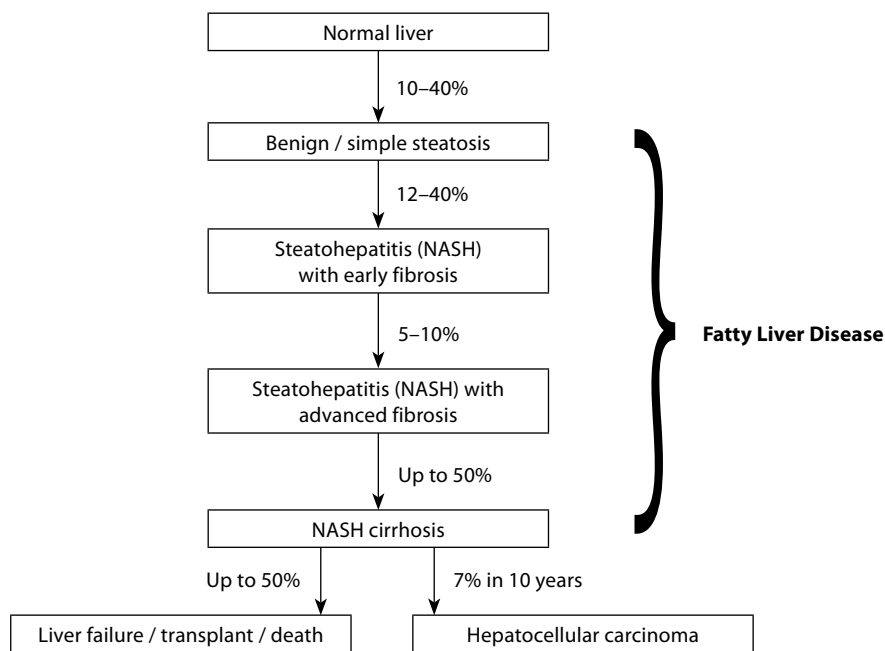 Normal liver
10–40%
Benign / simple steatosis
12–40%
Steatohepatitis (NASH)
with early fibrosis
5–10%
Fatty Liver Disease
Steatohepatitis (NASH) with
advanced fibrosis
Up to 50%
NASH cirrhosis
Up to 50%
7% in 10 years
Liver failure / transplant / death
Hepatocellular carcinoma